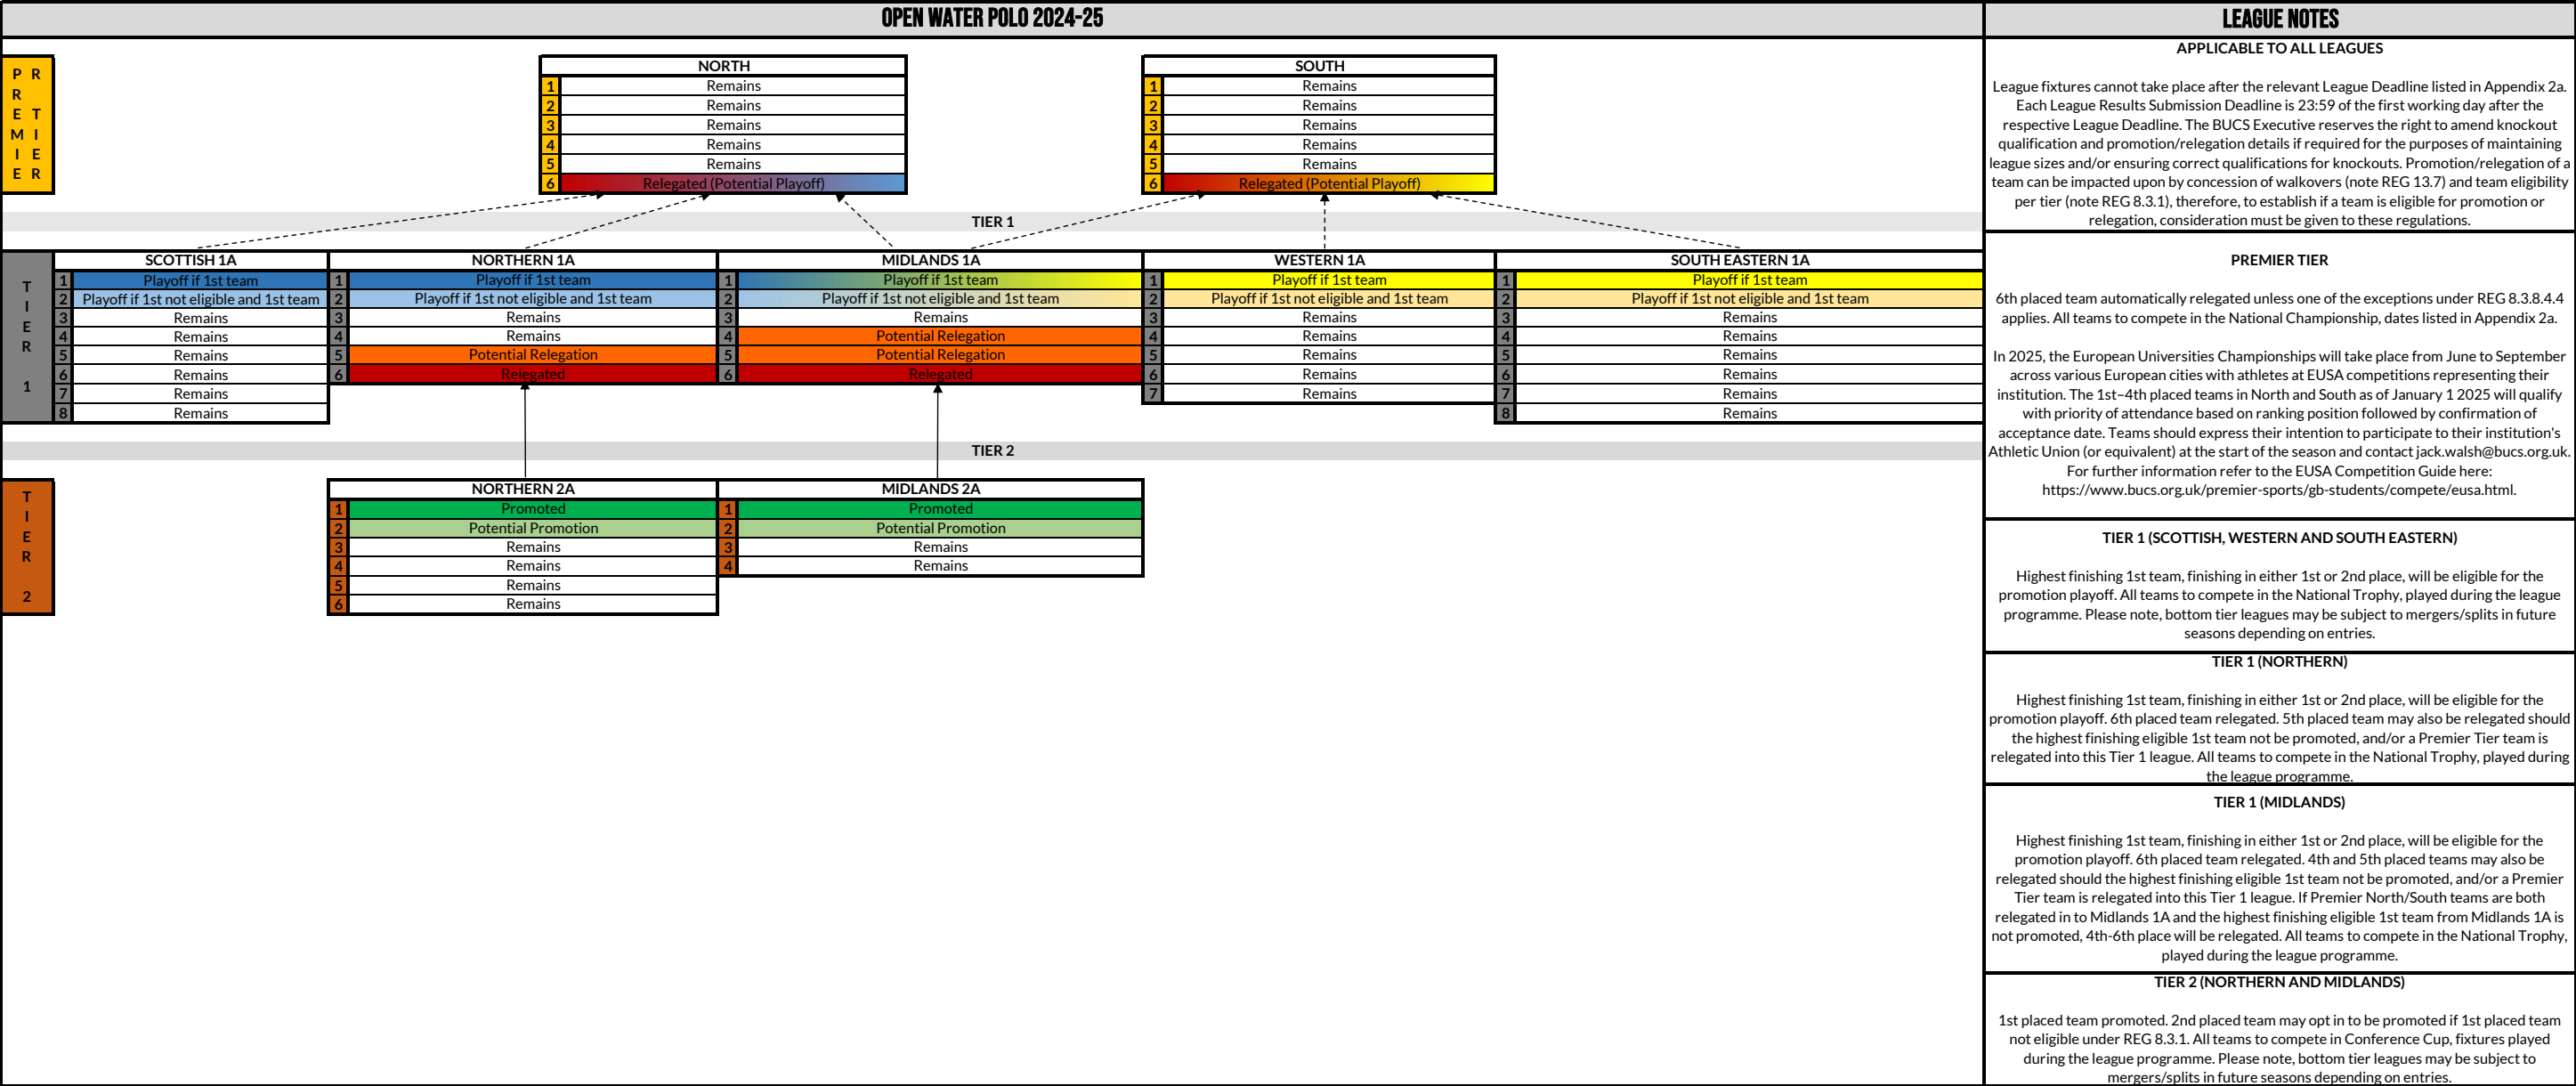 OPEN WATER POLO 2024-25
PREMIER TIER
NORTH
1 Remains
2 Remains
3 Remains
4 Remains
5 Remains
6 Relegated (Potential Playoff)
SOUTH
1 Remains
2 Remains
3 Remains
4 Remains
5 Remains
6 Relegated (Potential Playoff)
TIER 1
TIER 1
SCOTTISH 1A
1 Playoff if 1st team
2 Playoff if 1st not eligible and 1st team
3 Remains
4 Remains
5 Remains
6 Remains
7 Remains
8 Remains
NORTHERN 1A
1 Playoff if 1st team
2 Playoff if 1st not eligible and 1st team
3 Remains
4 Remains
5 Potential Relegation
6 Relegated
MIDLANDS 1A
1 Playoff if 1st team
2 Playoff if 1st not eligible and 1st team
3 Remains
4 Potential Relegation
5 Potential Relegation
6 Relegated
WESTERN 1A
1 Playoff if 1st team
2 Playoff if 1st not eligible and 1st team
3 Remains
4 Remains
5 Remains
6 Remains
7 Remains
SOUTH EASTERN 1A
1 Playoff if 1st team
2 Playoff if 1st not eligible and 1st team
3 Remains
4 Remains
5 Remains
6 Remains
7 Remains
8 Remains
TIER 2
TIER 2
NORTHERN 2A
1 Promoted
2 Potential Promotion
3 Remains
4 Remains
5 Remains
6 Remains
MIDLANDS 2A
1 Promoted
2 Potential Promotion
3 Remains
4 Remains
LEAGUE NOTES
APPLICABLE TO ALL LEAGUES
League fixtures cannot take place after the relevant League Deadline listed in Appendix 2a.
Each League Results Submission Deadline is 23:59 of the first working day after the
respective League Deadline. The BUCS Executive reserves the right to amend knockout
qualification and promotion/relegation details if required for the purposes of maintaining
league sizes and/or ensuring correct qualifications for knockouts. Promotion/relegation of a
team can be impacted upon by concession of walkovers (note REG 13.7) and team eligibility
per tier (note REG 8.3.1), therefore, to establish if a team is eligible for promotion or
relegation, consideration must be given to these regulations.
PREMIER TIER
6th placed team automatically relegated unless one of the exceptions under REG 8.3.8.4.4
applies. All teams to compete in the National Championship, dates listed in Appendix 2a.
In 2025, the European Universities Championships will take place from June to September
across various European cities with athletes at EUSA competitions representing their
institution. The 1st–4th placed teams in North and South as of January 1 2025 will qualify
with priority of attendance based on ranking position followed by confirmation of
acceptance date. Teams should express their intention to participate to their institution's
Athletic Union (or equivalent) at the start of the season and contact jack.walsh@bucs.org.uk.
For further information refer to the EUSA Competition Guide here:
https://www.bucs.org.uk/premier-sports/gb-students/compete/eusa.html.
TIER 1 (SCOTTISH, WESTERN AND SOUTH EASTERN)
Highest finishing 1st team, finishing in either 1st or 2nd place, will be eligible for the
promotion playoff. All teams to compete in the National Trophy, played during the league
programme. Please note, bottom tier leagues may be subject to mergers/splits in future
seasons depending on entries.
TIER 1 (NORTHERN)
Highest finishing 1st team, finishing in either 1st or 2nd place, will be eligible for the
promotion playoff. 6th placed team relegated. 5th placed team may also be relegated should
the highest finishing eligible 1st team not be promoted, and/or a Premier Tier team is
relegated into this Tier 1 league. All teams to compete in the National Trophy, played during
the league programme.
TIER 1 (MIDLANDS)
Highest finishing 1st team, finishing in either 1st or 2nd place, will be eligible for the
promotion playoff. 6th placed team relegated. 4th and 5th placed teams may also be
relegated should the highest finishing eligible 1st team not be promoted, and/or a Premier
Tier team is relegated into this Tier 1 league. If Premier North/South teams are both
relegated in to Midlands 1A and the highest finishing eligible 1st team from Midlands 1A is
not promoted, 4th-6th place will be relegated. All teams to compete in the National Trophy,
played during the league programme.
TIER 2 (NORTHERN AND MIDLANDS)
1st placed team promoted. 2nd placed team may opt in to be promoted if 1st placed team
not eligible under REG 8.3.1. All teams to compete in Conference Cup, fixtures played
during the league programme. Please note, bottom tier leagues may be subject to
mergers/splits in future seasons depending on entries.